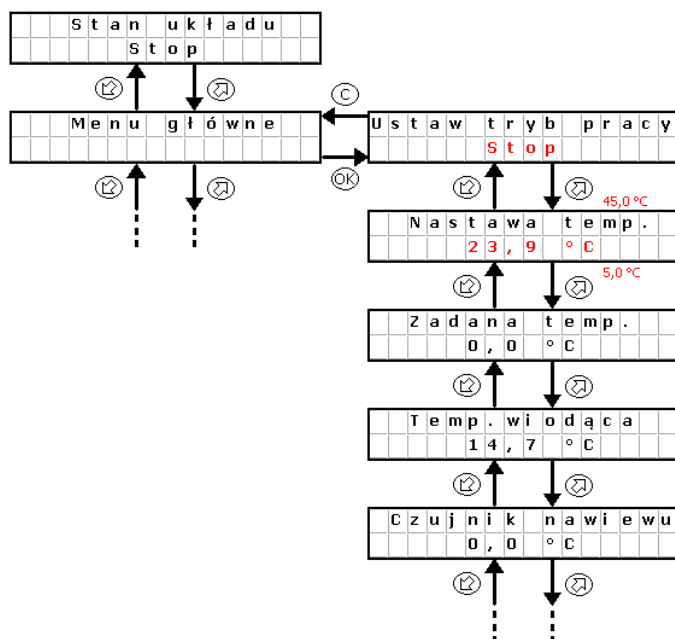 Stan układu
Stop
C
Menu główne
Ustaw tryb pracy
Stop
OK
45,0 °C
Nastawa temp.
23,9 °C
5,0 °C
Zadana temp.
0,0 °C
Temp.wiodąca
14,7 °C
Czujnik nawiewu
0,0 °C